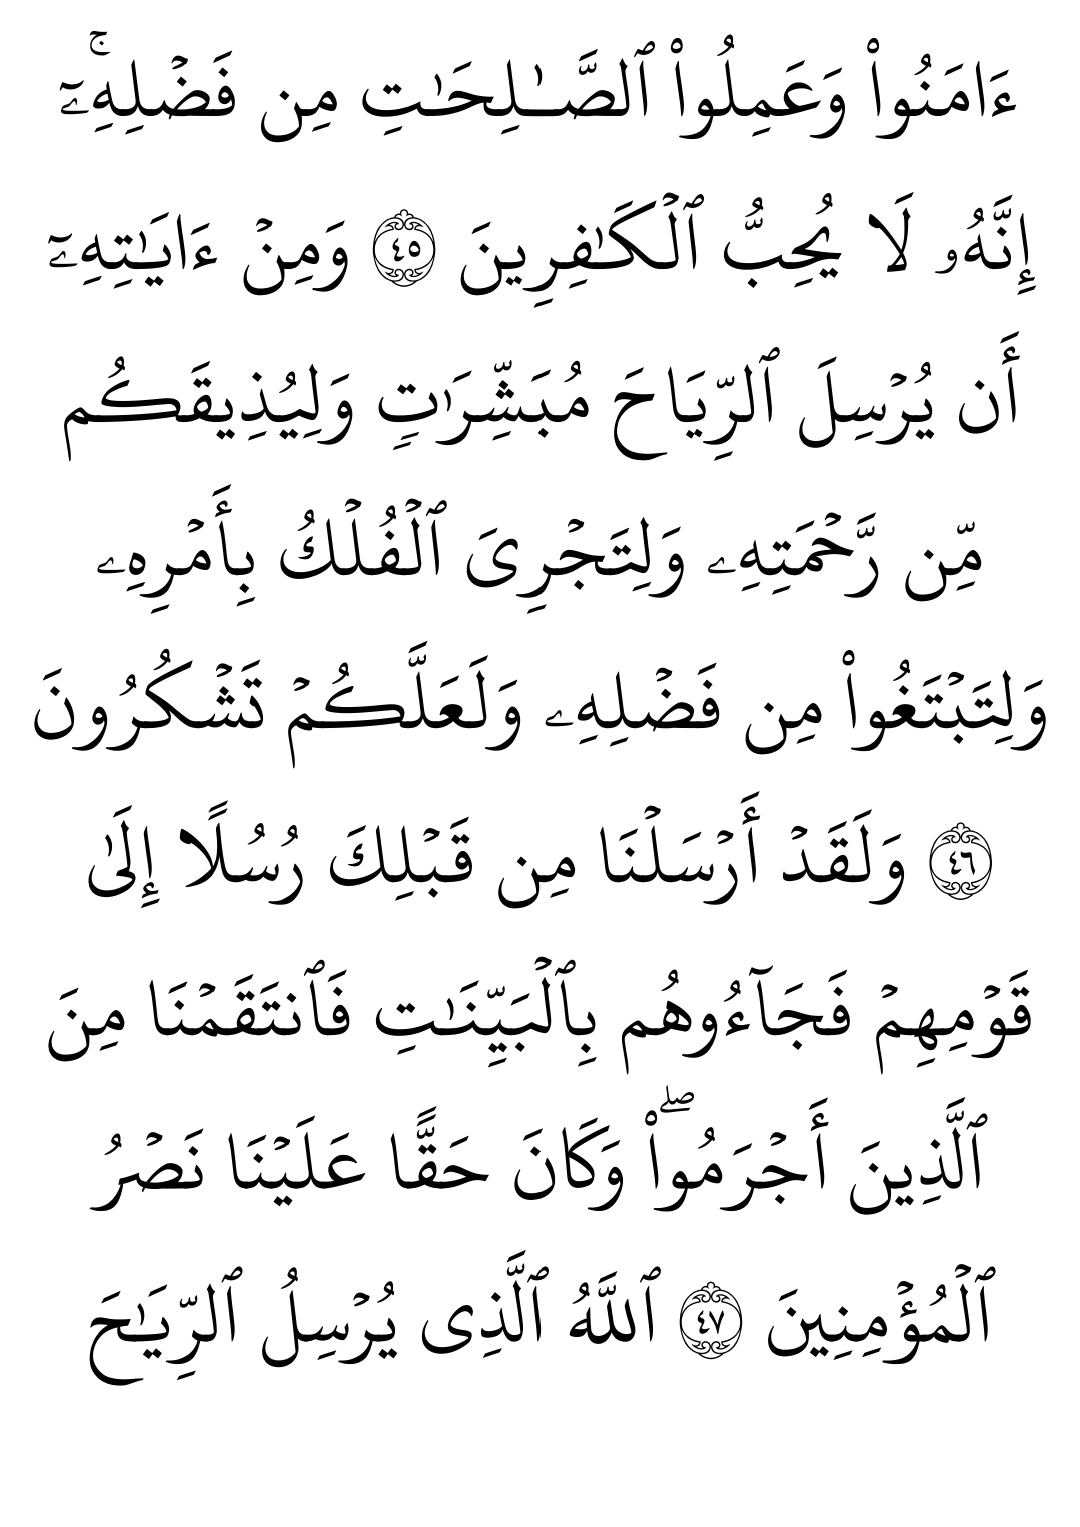 ءَامَنُوا۟ وَعَمِلُوا۟ ٱلصَّـٰلِحَـٰتِ مِن فَضْلِهِۦٓ ۚ
إِنَّهُۥ لَا يُحِبُّ ٱلْكَـٰفِرِينَ ٤٥ وَمِنْ ءَايَـٰتِهِۦٓ
أَن يُرْسِلَ ٱلرِّيَاحَ مُبَشِّرَٰتٍ وَلِيُذِيقَكُم
مِّن رَّحْمَتِهِۦ وَلِتَجْرِىَ ٱلْفُلْكُ بِأَمْرِهِۦ
وَلِتَبْتَغُوا۟ مِن فَضْلِهِۦ وَلَعَلَّكُمْ تَشْكُرُونَ
٤٦ وَلَقَدْ أَرْسَلْنَا مِن قَبْلِكَ رُسُلًا إِلَىٰ
قَوْمِهِمْ فَجَآءُوهُم بِٱلْبَيِّنَـٰتِ فَٱنتَقَمْنَا مِنَ
ٱلَّذِينَ أَجْرَمُوا۟ ۖ وَكَانَ حَقًّا عَلَيْنَا نَصْرُ
ٱلْمُؤْمِنِينَ ٤٧ ٱللَّهُ ٱلَّذِى يُرْسِلُ ٱلرِّيَـٰحَ